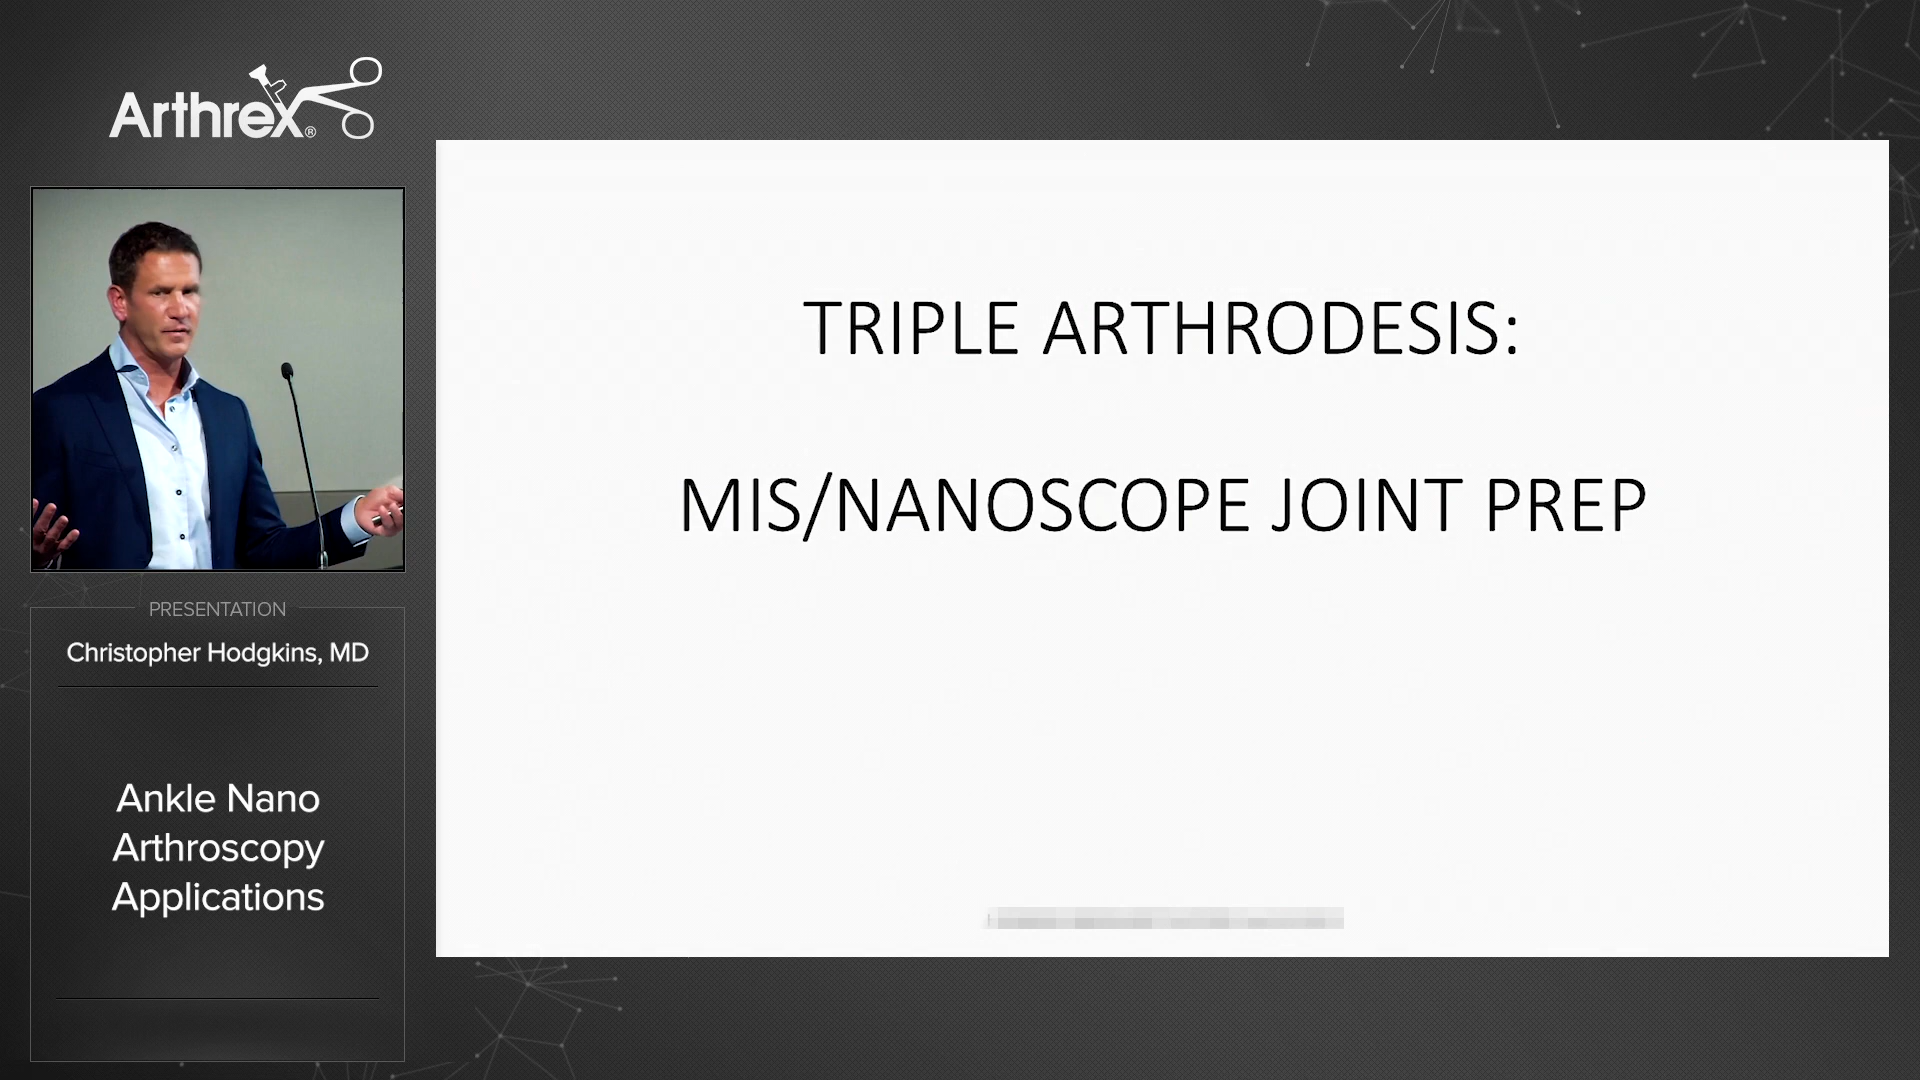 Arthrex®
TRIPLE ARTHRODESIS:
MIS/NANOSCOPE JOINT PREP
PRESENTATION
Christopher Hodgkins, MD
Ankle Nano
Arthroscopy
Applications